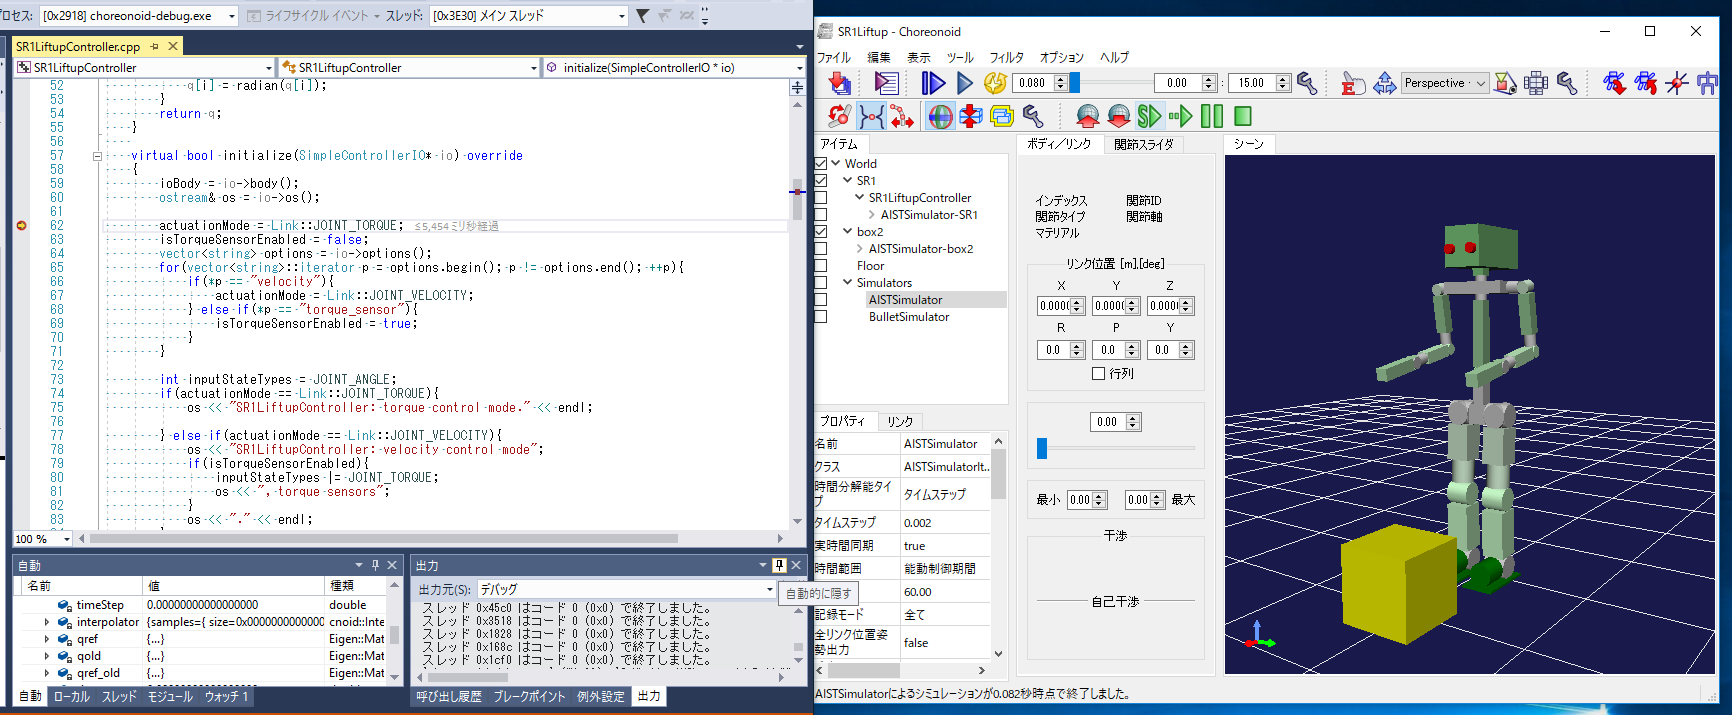 プロセス: [0x2918] choreonoid-debug.exe ライフサイクル イベント スレッド: [0x3E30] メイン スレッド
SR1LiftupController.cpp
SR1LiftupController SR1LiftupController initialize(SimpleControllerIO * io)
52 q[i] = radian(q[i]);
53 }
54 return q;
55 }
56
57 virtual bool initialize(SimpleControllerIO* io) override
58 {
59 ioBody = io->body();
60 ostream& os = io->os();
61
62 actuationMode = Link::JOINT_TORQUE; ≤5,454 ミリ秒経過
63 isTorqueSensorEnabled = false;
64 vector<string> options = io->options();
65 for(vector<string>::iterator p = options.begin(); p != options.end(); ++p){
66 if(*p == "velocity"){
67 actuationMode = Link::JOINT_VELOCITY;
68 } else if(*p == "torque_sensor"){
69 isTorqueSensorEnabled = true;
70 }
71 }
72
73 int inputStateTypes = JOINT_ANGLE;
74 if(actuationMode == Link::JOINT_TORQUE){
75 os << "SR1LiftupController: torque control mode." << endl;
76
77 } else if(actuationMode == Link::JOINT_VELOCITY){
78 os << "SR1LiftupController: velocity control mode";
79 if(isTorqueSensorEnabled){
80 inputStateTypes |= JOINT_TORQUE;
81 os << ", torque sensors";
82 }
83 os << "." << endl;
100 %
自動
名前 値 種類
timeStep 0.00000000000000000 double
interpolator {samples={ size=0x0000000000000 cnoid::Inte
qref {...} Eigen::Mat
qold {...} Eigen::Mat
qref_old {...} Eigen::Mat
自動 ローカル スレッド モジュール ウォッチ 1
出力
出力元(S): デバッグ
自動的に隠す
スレッド 0x45c0 はコード 0 (0x0) で終了しました。
スレッド 0x3518 はコード 0 (0x0) で終了しました。
スレッド 0x1828 はコード 0 (0x0) で終了しました。
スレッド 0x168c はコード 0 (0x0) で終了しました。
スレッド 0x1cf0 はコード 0 (0x0) で終了しました。
呼び出し履歴 ブレークポイント 例外設定 出力
SR1Liftup - Choreonoid
ファイル 編集 表示 ツール フィルタ オプション ヘルプ
0.080 0.00 : 15.00 E Perspective
アイテム
World
SR1
SR1LiftupController
AISTSimulator-SR1
box2
AISTSimulator-box2
Floor
Simulators
AISTSimulator
BulletSimulator
プロパティ リンク
名前 AISTSimulator
クラス AISTSimulatorIt..
時間分解能タイプ タイムステップ
タイムステップ 0.002
実時間同期 true
時間範囲 能動制御期間
60.00
記録モード 全て
全リンク位置姿勢出力 false
ボディ/リンク 関節スライダ
インデックス 関節ID
関節タイプ 関節軸
マテリアル
リンク位置 [m],[deg]
X Y Z
0.000( 0.000( 0.000(
R P Y
0.0 0.0 0.0
行列
0.00
最小 0.00 0.00 最大
干渉
自己干渉
シーン
AISTSimulatorによるシミュレーションが0.082秒時点で終了しました。